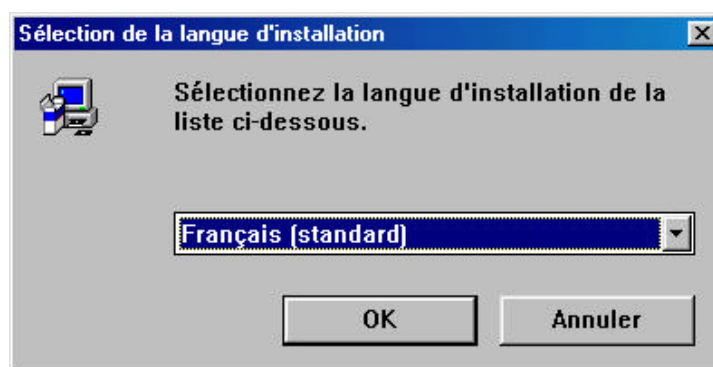 Sélection de la langue d'installation
Sélectionnez la langue d'installation de la
liste ci-dessous.
Français (standard)
OK
Annuler